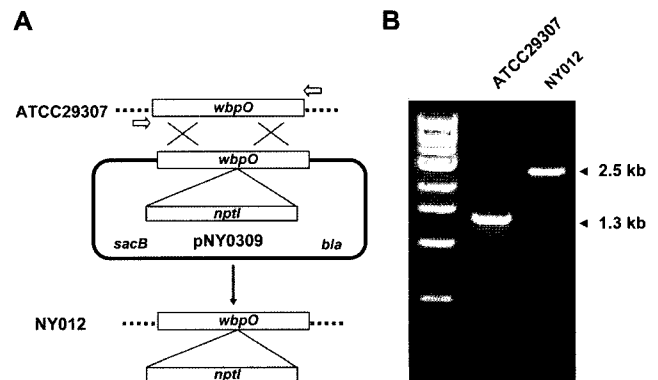 A
ATCC29307
wbpO
wbpO
nptI
sacB
pNY0309
bla
NY012
wbpO
nptI
B
ATCC29307
NY012
2.5 kb
1.3 kb